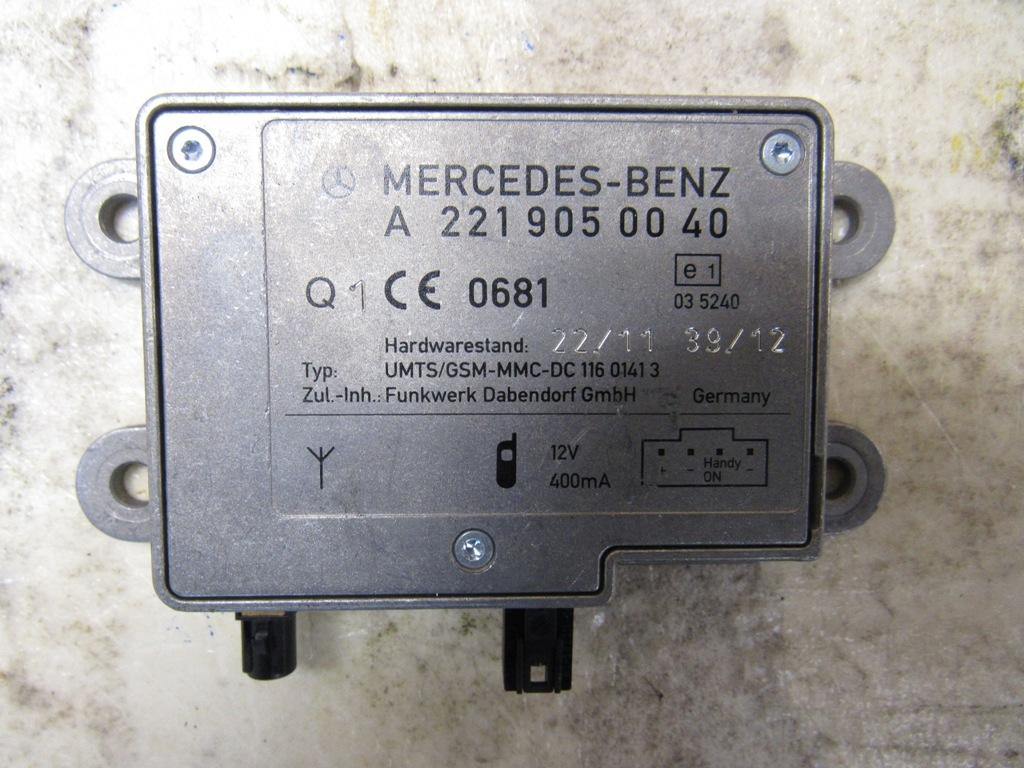 MERCEDES-BENZ
A 221 905 00 40
Q 1 CE 0681
e 1
03 5240
Hardwarestand: 22/11 39/12
Typ: UMTS/GSM-MMC-DC 116 0141 3
Zul.-Inh.: Funkwerk Dabendorf GmbH Germany
12V
400mA
+ - Handy -
ON